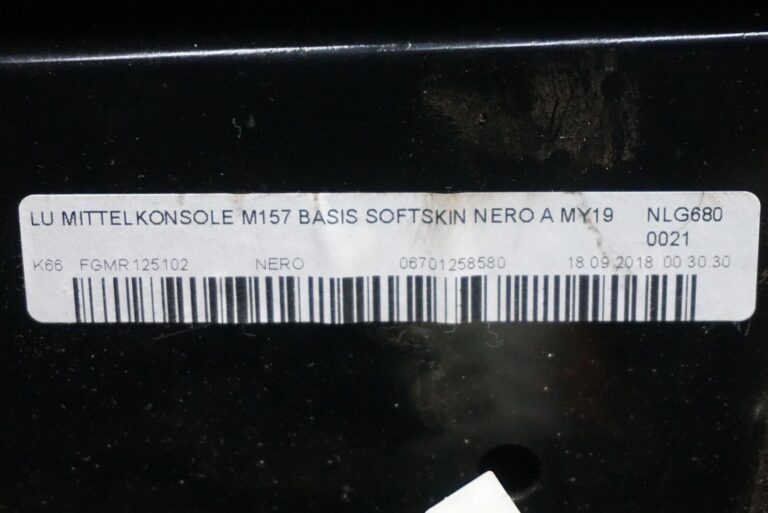 LU MITTELKONSOLE M157 BASIS SOFTSKIN NERO A MY19 NLG680
0021
K66 FGMR125102 NERO 06701258580 18 09.2018 00 30.30